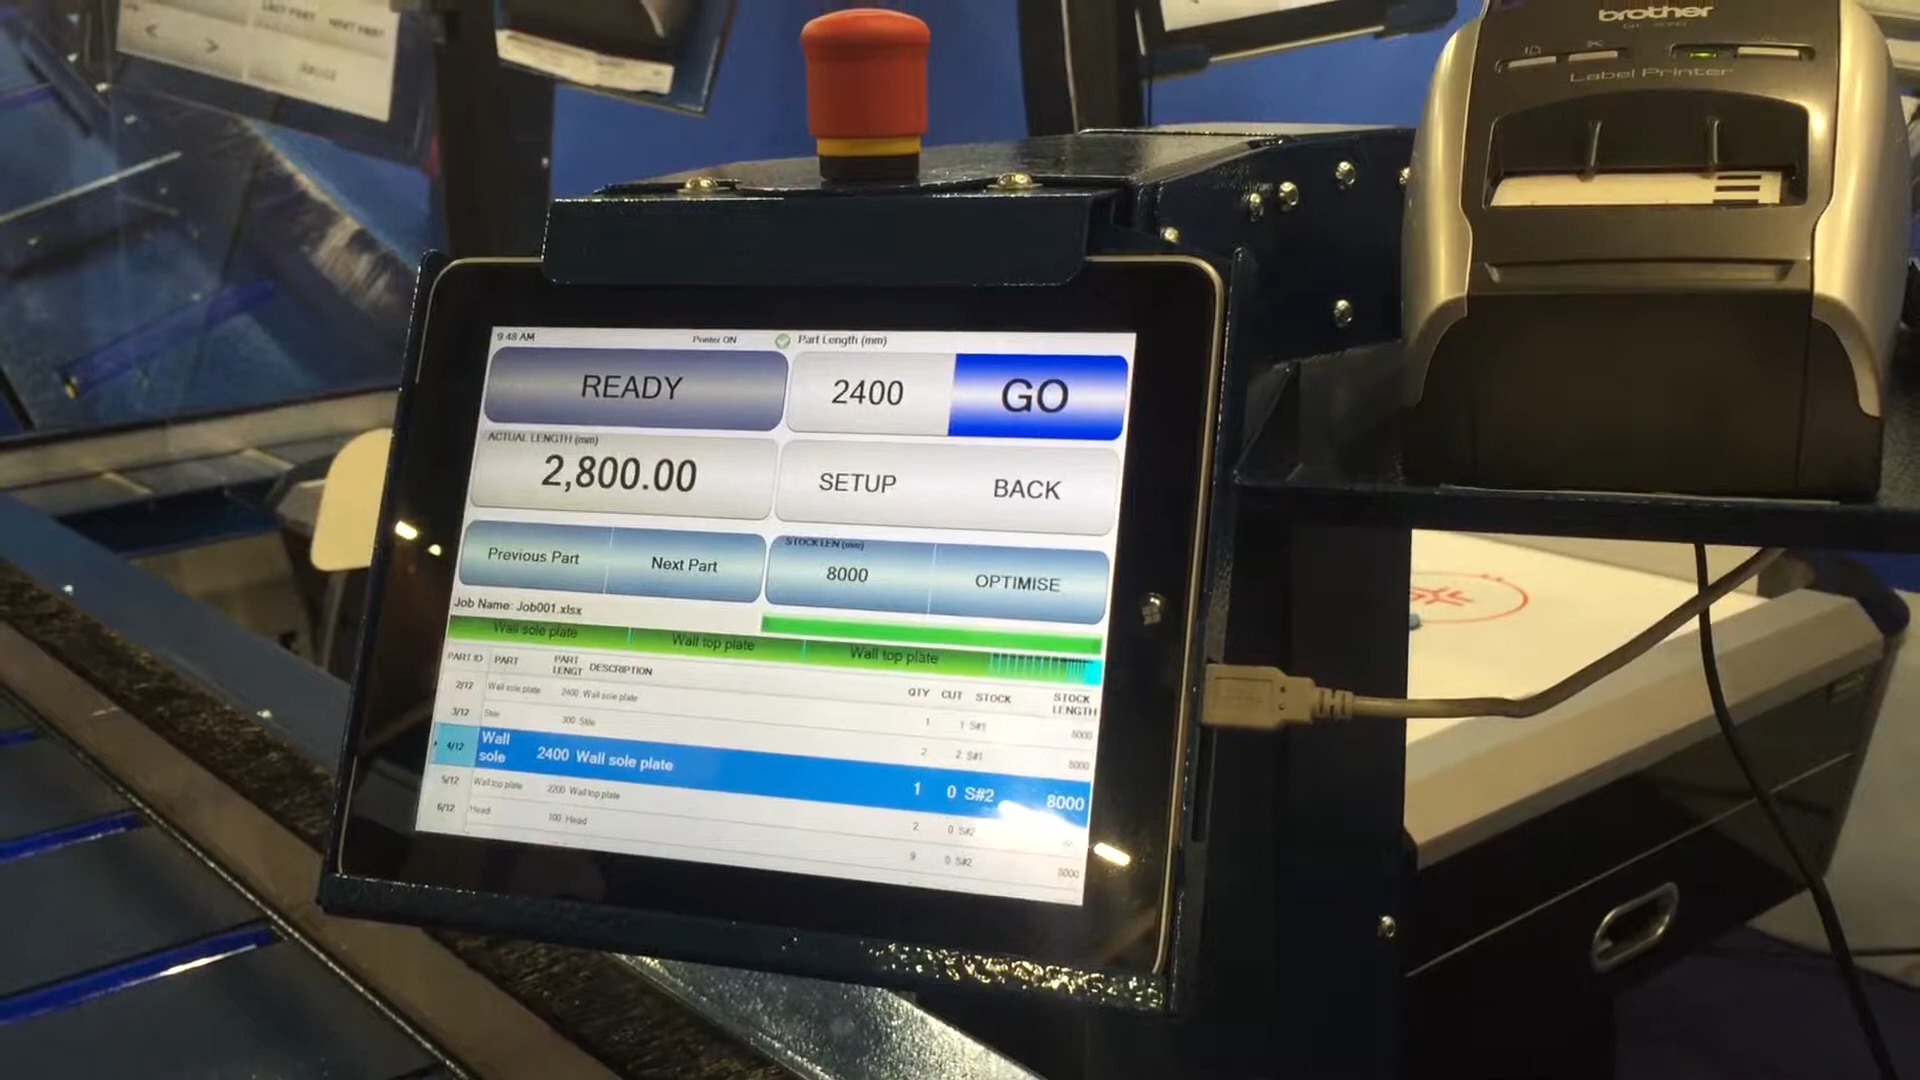 LAST PART NEXT PART
brother
Label Printer
9:48 AM Printer ON Part Length (mm)
READY 2400 GO
ACTUAL LENGTH (mm)
2,800.00 SETUP BACK
Previous Part Next Part STOCK LEN (mm)
8000 OPTIMISE
Job Name: Job001.xlsx
Wall sole plate Wall top plate Wall top plate
PART ID PART PART LENGT DESCRIPTION QTY CUT STOCK STOCK LENGTH
2/12 Wall sole plate 2400 Wall sole plate 1 1 S#1 8000
3/12 Stile 300 Stile 2 2 S#1 8000
4/12 Wall sole 2400 Wall sole plate 1 0 S#2 8000
5/12 Wall top plate 2200 Wall top plate 2 0 S#2
6/12 Head 100 Head 9 0 S#2 8000